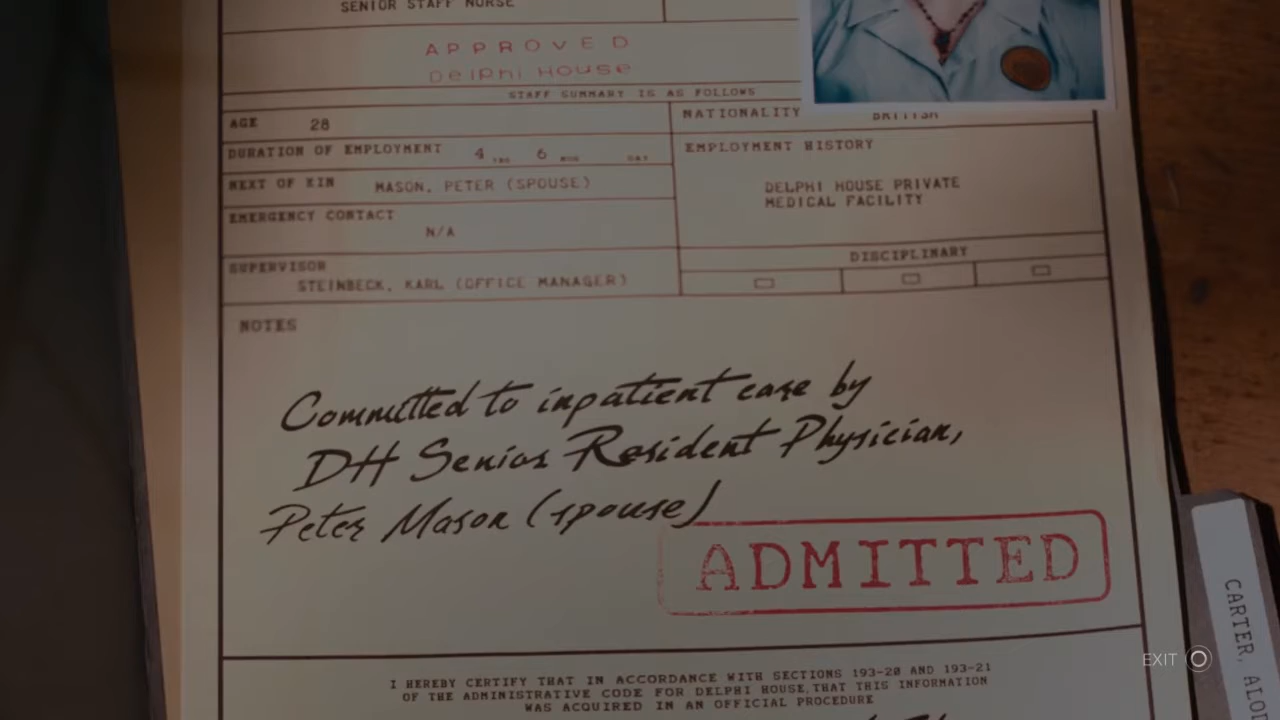 SENIOR STAFF NURSE
APPROVED
Delphi House
STAFF SUMMARY IS AS FOLLOWS
AGE 28
NATIONALITY BRITISH
DURATION OF EMPLOYMENT 4 YRS 6 MOS DAY
EMPLOYMENT HISTORY
NEXT OF KIN MASON, PETER (SPOUSE)
DELPHI HOUSE PRIVATE
MEDICAL FACILITY
EMERGENCY CONTACT
N/A
DISCIPLINARY
SUPERVISOR
STEINBECK, KARL (OFFICE MANAGER)
NOTES
Committed to inpatient care by
DH Senior Resident Physician,
Peter Mason (spouse)
ADMITTED
I HEREBY CERTIFY THAT IN ACCORDANCE WITH SECTIONS 193-20 AND 193-21
OF THE ADMINISTRATIVE CODE FOR DELPHI HOUSE, THAT THIS INFORMATION
WAS ACQUIRED IN AN OFFICIAL PROCEDURE
CARTER,
EXIT